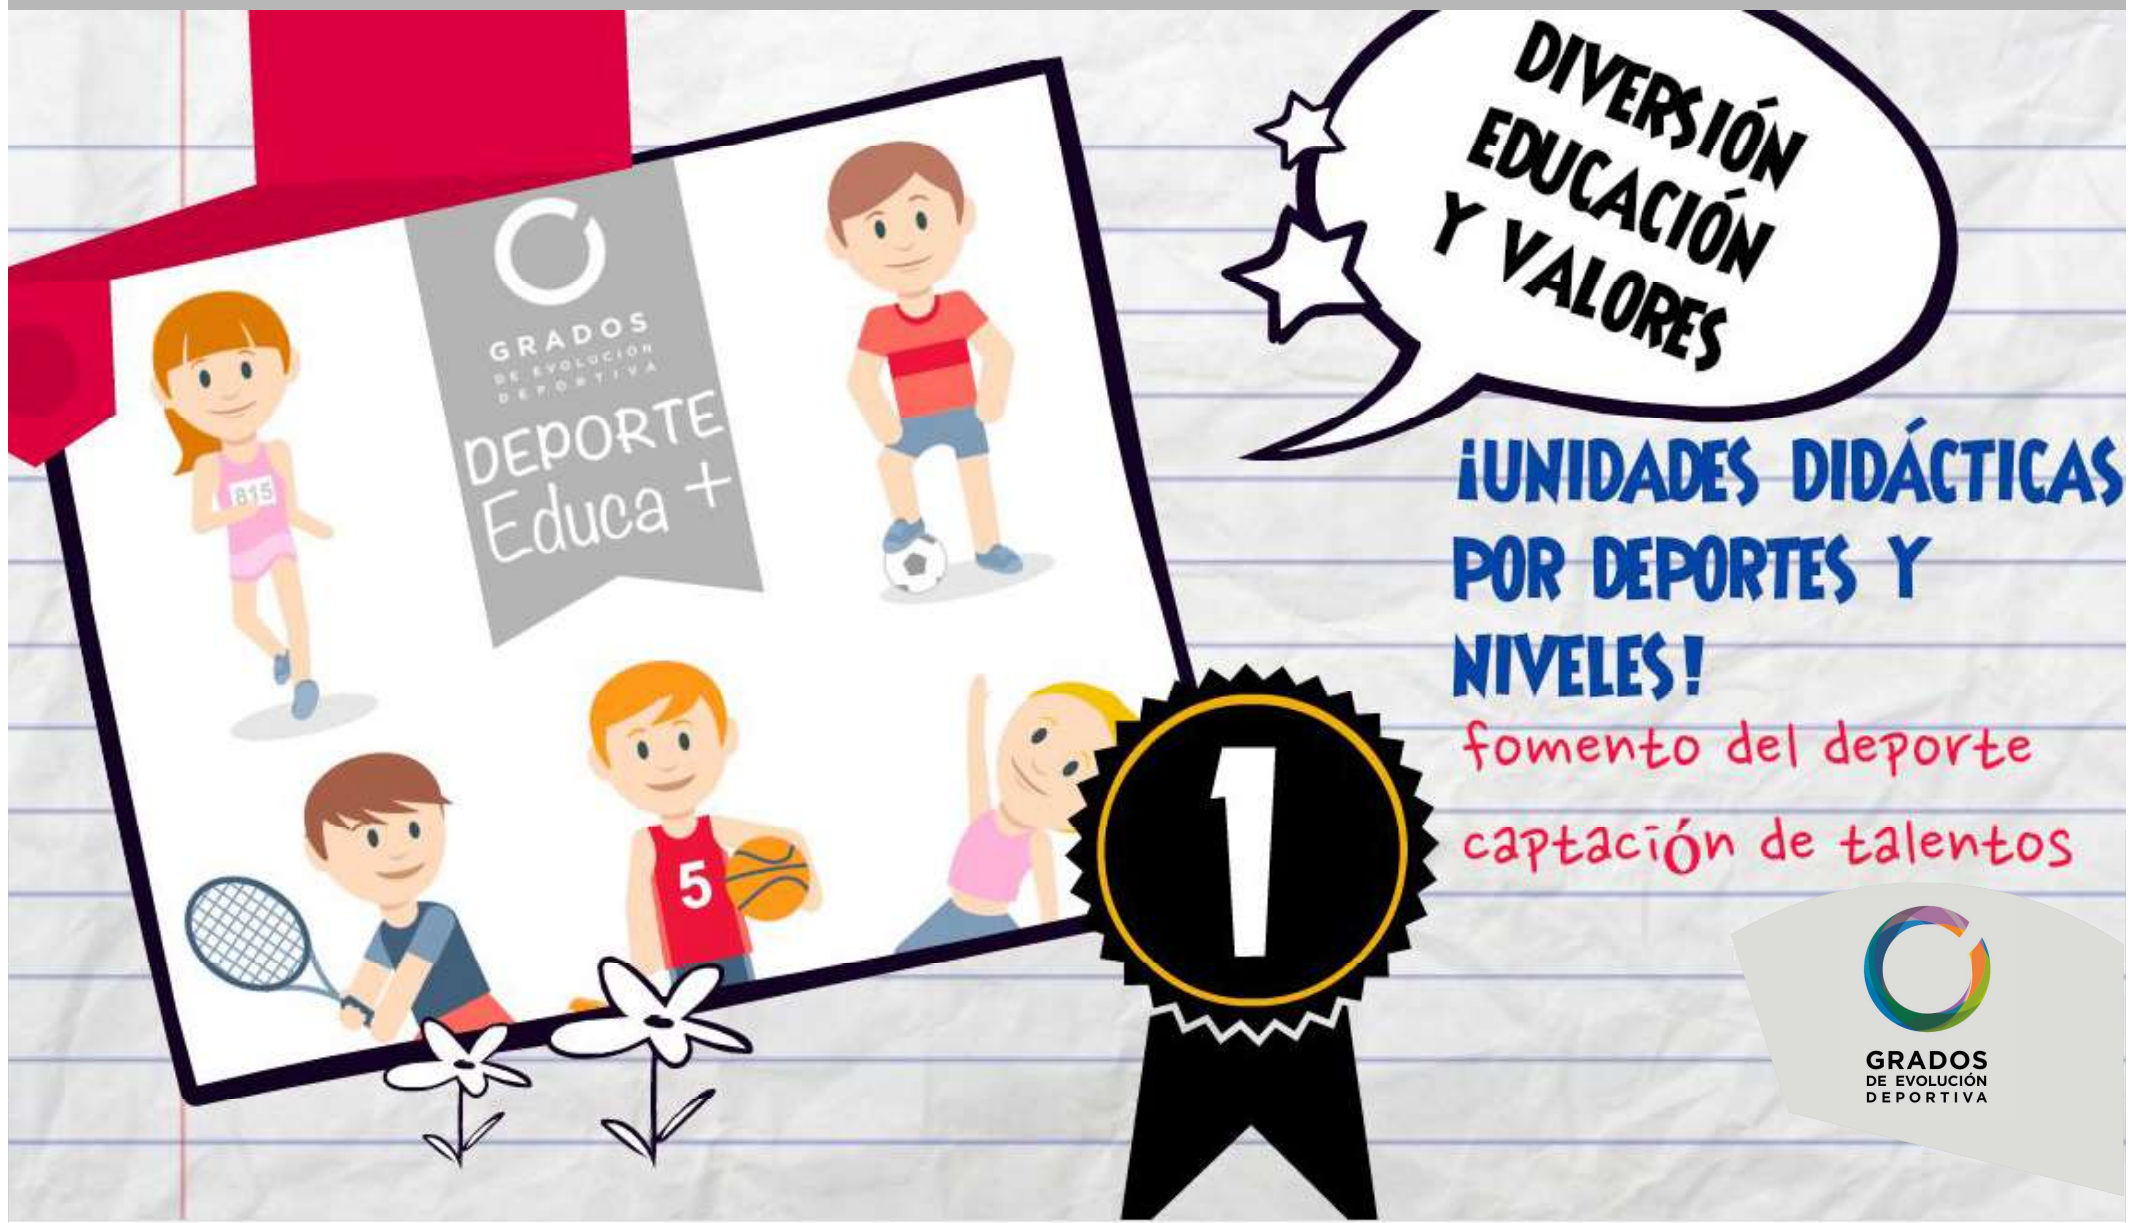 DIVERSIÓN
EDUCACIÓN
Y VALORES
GRADOS
DE EVOLUCIÓN
DEPORTIVA
DEPORTE
Educa +
815
5
1
¡UNIDADES DIDÁCTICAS
POR DEPORTES Y
NIVELES!
fomento del deporte
captación de talentos
GRADOS
DE EVOLUCIÓN
DEPORTIVA